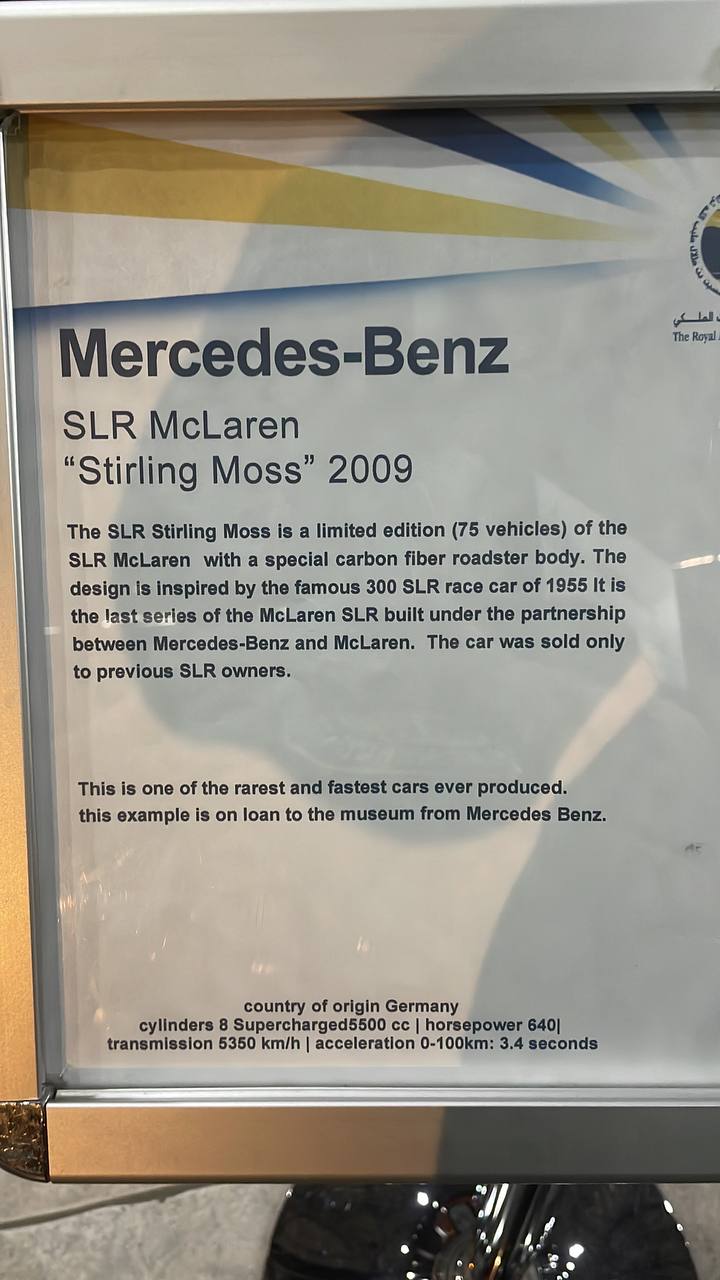 الملكي
The Royal
Mercedes-Benz
SLR McLaren
“Stirling Moss” 2009
The SLR Stirling Moss is a limited edition (75 vehicles) of the
SLR McLaren with a special carbon fiber roadster body. The
design is inspired by the famous 300 SLR race car of 1955 It is
the last series of the McLaren SLR built under the partnership
between Mercedes-Benz and McLaren. The car was sold only
to previous SLR owners.
This is one of the rarest and fastest cars ever produced.
this example is on loan to the museum from Mercedes Benz.
country of origin Germany
cylinders 8 Supercharged5500 cc | horsepower 640|
transmission 5350 km/h | acceleration 0-100km: 3.4 seconds